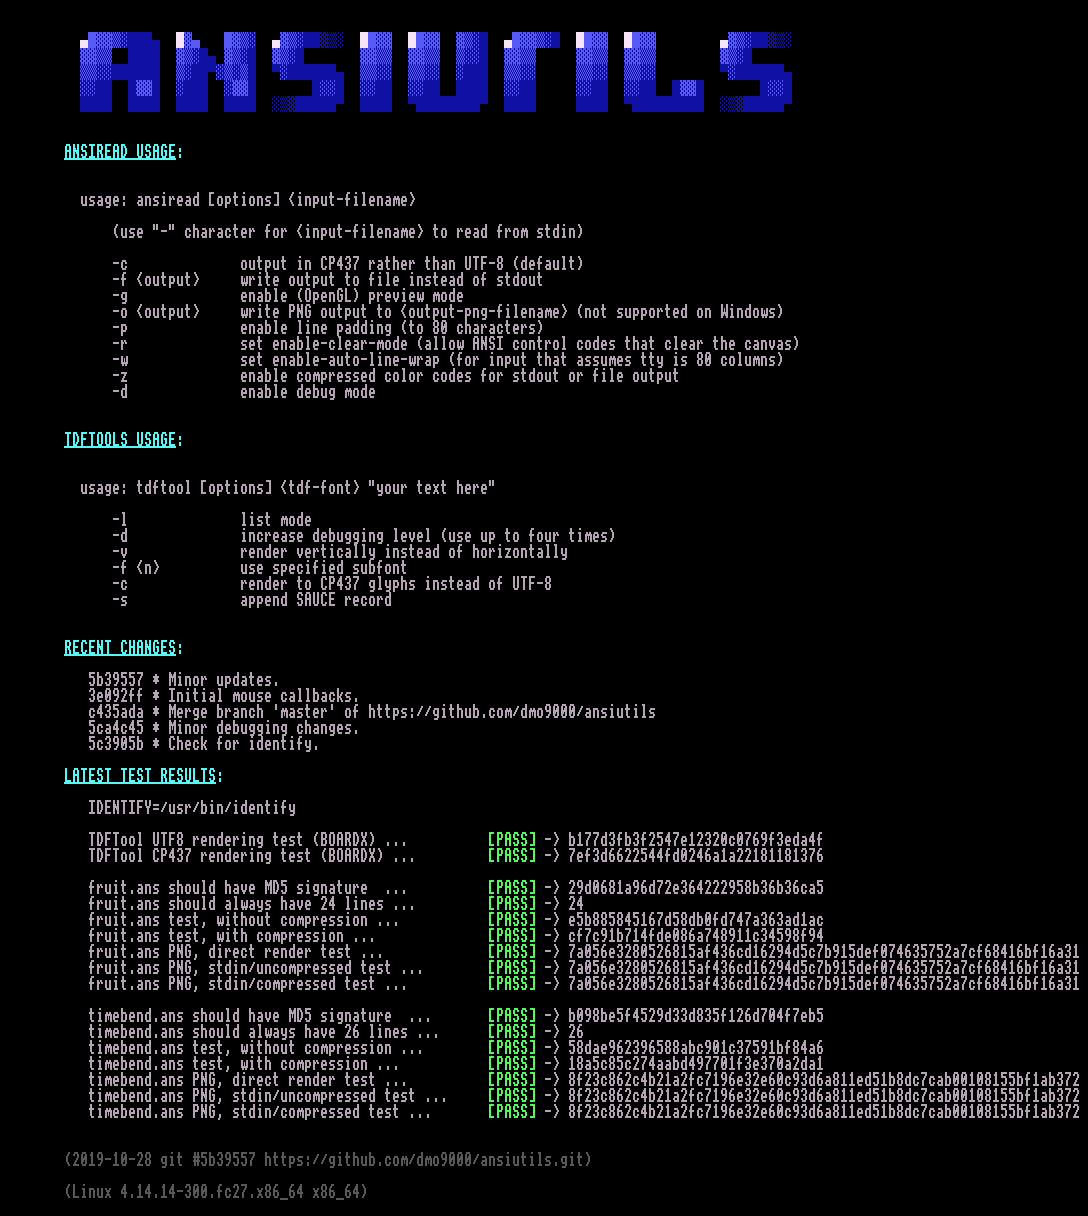 ANSIUTILS
ANSIREAD USAGE:
usage: ansiread [options] <input-filename>
(use "-" character for <input-filename> to read from stdin)
-c output in CP437 rather than UTF-8 (default)
-f <output> write output to file instead of stdout
-g enable (OpenGL) preview mode
-o <output> write PNG output to <output-png-filename> (not supported on Windows)
-p enable line padding (to 80 characters)
-r set enable-clear-mode (allow ANSI control codes that clear the canvas)
-w set enable-auto-line-wrap (for input that assumes tty is 80 columns)
-z enable compressed color codes for stdout or file output
-d enable debug mode
TDFTOOLS USAGE:
usage: tdftool [options] <tdf-font> "your text here"
-l list mode
-d increase debugging level (use up to four times)
-v render vertically instead of horizontally
-f <n> use specified subfont
-c render to CP437 glyphs instead of UTF-8
-s append SAUCE record
RECENT CHANGES:
5b39557 * Minor updates.
3e092ff * Initial mouse callbacks.
c435ada * Merge branch 'master' of https://github.com/dmo9000/ansiutils
5ca4c45 * Minor debugging changes.
5c3905b * Check for identify.
LATEST TEST RESULTS:
IDENTIFY=/usr/bin/identify
TDFTool UTF8 rendering test (BOARDX) ... [PASS] -> b177d3fb3f2547e12320c0769f3eda4f
TDFTool CP437 rendering test (BOARDX) ... [PASS] -> 7ef3d6622544fd0246a1a22181181376
fruit.ans should have MD5 signature ... [PASS] -> 29d0681a96d72e364222958b36b36ca5
fruit.ans should always have 24 lines ... [PASS] -> 24
fruit.ans test, without compression ... [PASS] -> e5b885845167d58db0fd747a363ad1ac
fruit.ans test, with compression ... [PASS] -> cf7c91b714fde086a748911c34598f94
fruit.ans PNG, direct render test ... [PASS] -> 7a056e3280526815af436cd16294d5c7b915def074635752a7cf68416bf16a31
fruit.ans PNG, stdin/uncompressed test ... [PASS] -> 7a056e3280526815af436cd16294d5c7b915def074635752a7cf68416bf16a31
fruit.ans PNG, stdin/compressed test ... [PASS] -> 7a056e3280526815af436cd16294d5c7b915def074635752a7cf68416bf16a31
timebend.ans should have MD5 signature ... [PASS] -> b098be5f4529d33d835f126d704f7eb5
timebend.ans should always have 26 lines ... [PASS] -> 26
timebend.ans test, without compression ... [PASS] -> 58dae962396588abc901c37591bf84a6
timebend.ans test, with compression ... [PASS] -> 18a5c85c274aabd497701f3e370a2da1
timebend.ans PNG, direct render test ... [PASS] -> 8f23c862c4b21a2fc7196e32e60c93d6a811ed51b8dc7cab00108155bf1ab372
timebend.ans PNG, stdin/uncompressed test ... [PASS] -> 8f23c862c4b21a2fc7196e32e60c93d6a811ed51b8dc7cab00108155bf1ab372
timebend.ans PNG, stdin/compressed test ... [PASS] -> 8f23c862c4b21a2fc7196e32e60c93d6a811ed51b8dc7cab00108155bf1ab372
(2019-10-28 git #5b39557 https://github.com/dmo9000/ansiutils.git)
(Linux 4.14.14-300.fc27.x86_64 x86_64)